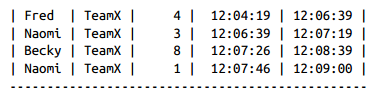 | Fred  | TeamX |     4 |  12:04:19 | 12:06:39 |
| Naomi | TeamX |     3 |  12:06:39 | 12:07:19 |
| Becky | TeamX |     8 |  12:07:26 | 12:08:39 |
| Naomi | TeamX |     1 |  12:07:46 | 12:09:00 |
-----------------------------------------------